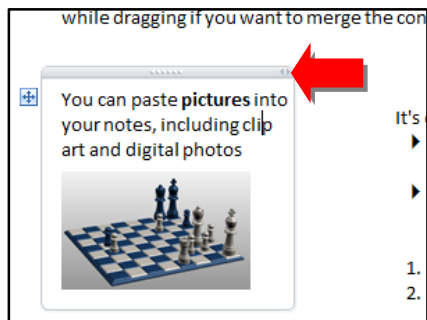 while dragging if you want to merge the con
You can paste pictures into
your notes, including clip
art and digital photos
It's
1.
2.